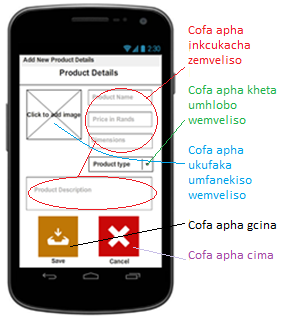 2:30
Add New Product Details
Product Details
Click to add image
Product Name
Price in Rands
Dimensions
Product type
Product Description
Save
Cancel
Cofa apha
inkcukacha
zemveliso
Cofa apha kheta
umhlobo
wemveliso
Cofa apha
ukufaka
umfanekiso
wemveliso
Cofa apha gcina
Cofa apha cima